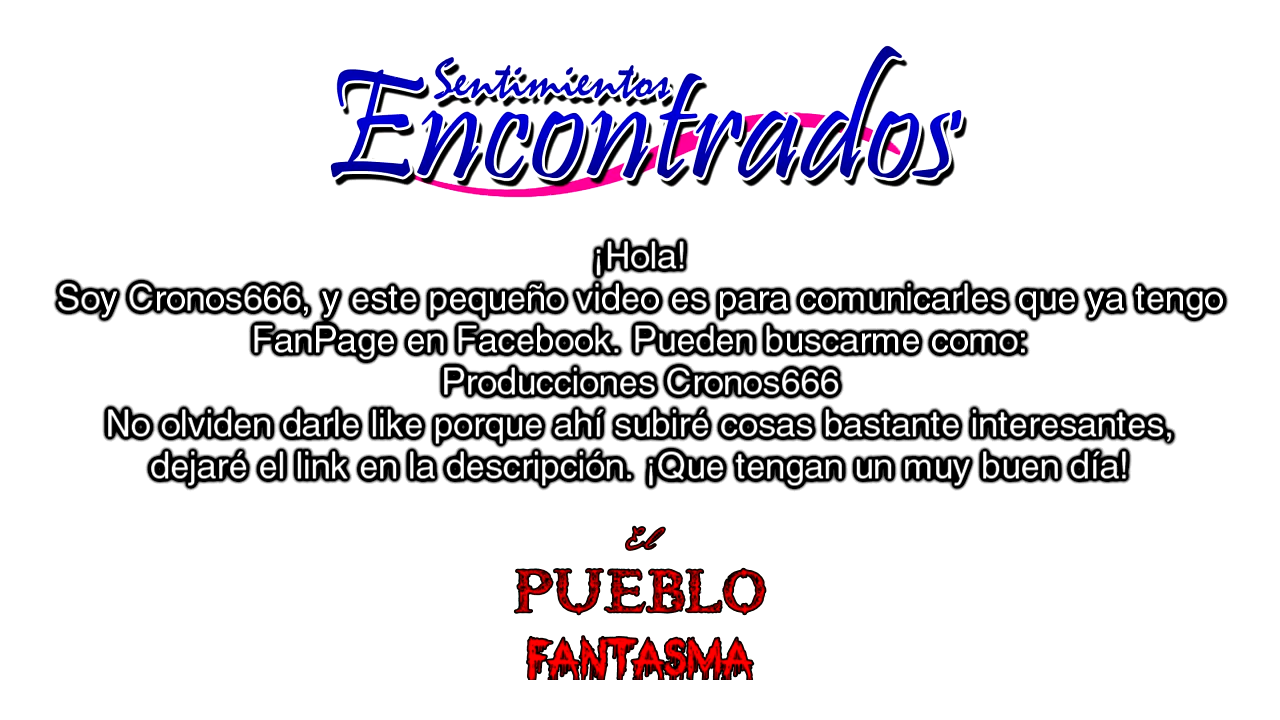 Sentimientos
Encontrados
¡Hola!
Soy Cronos666, y este pequeño video es para comunicarles que ya tengo
FanPage en Facebook. Pueden buscarme como:
Producciones Cronos666
No olviden darle like porque ahí subiré cosas bastante interesantes,
dejaré el link en la descripción. ¡Que tengan un muy buen día!
El
PUEBLO
FANTASMA